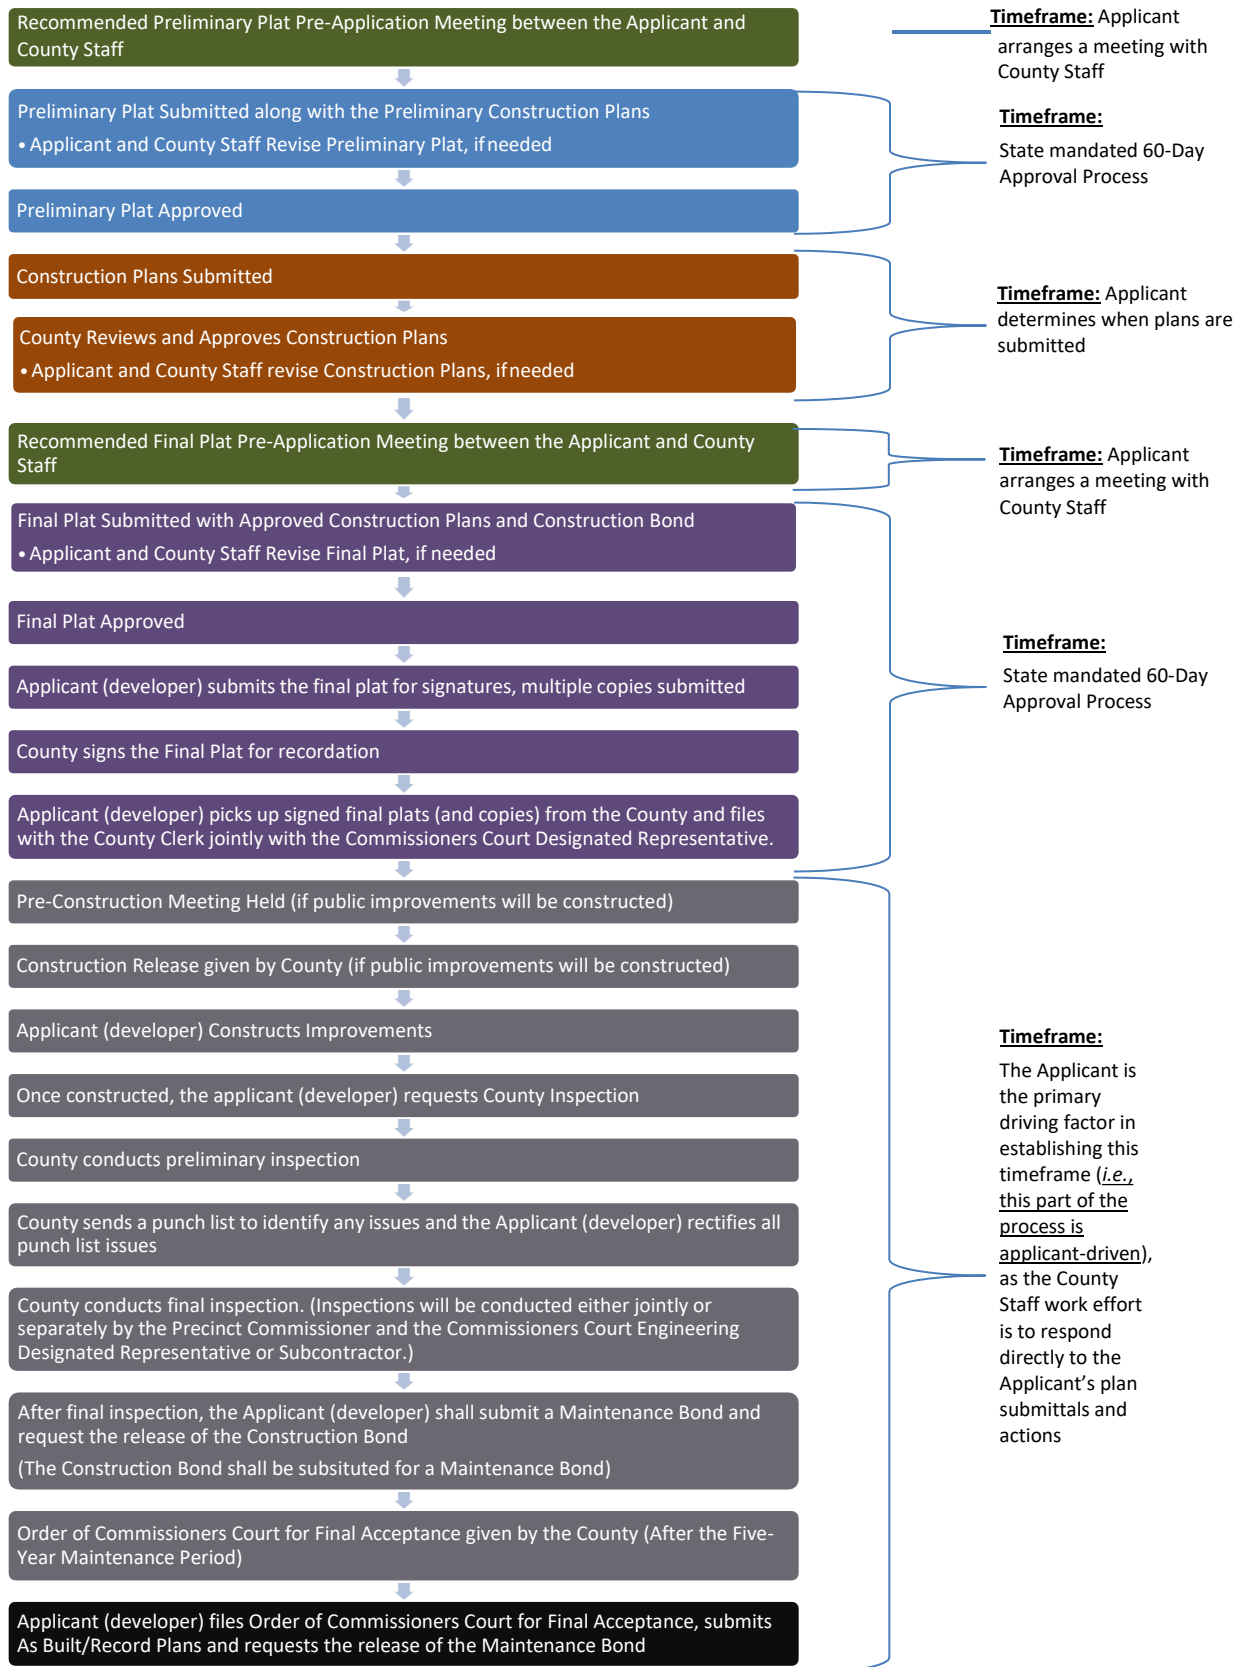 Recommended Preliminary Plat Pre-Application Meeting between the Applicant and
County Staff
Timeframe: Applicant
arranges a meeting with
County Staff
Preliminary Plat Submitted along with the Preliminary Construction Plans
• Applicant and County Staff Revise Preliminary Plat, if needed
Preliminary Plat Approved
Timeframe:
State mandated 60-Day
Approval Process
Construction Plans Submitted
County Reviews and Approves Construction Plans
• Applicant and County Staff revise Construction Plans, if needed
Timeframe: Applicant
determines when plans are
submitted
Recommended Final Plat Pre-Application Meeting between the Applicant and County
Staff
Timeframe: Applicant
arranges a meeting with
County Staff
Final Plat Submitted with Approved Construction Plans and Construction Bond
• Applicant and County Staff Revise Final Plat, if needed
Final Plat Approved
Applicant (developer) submits the final plat for signatures, multiple copies submitted
County signs the Final Plat for recordation
Applicant (developer) picks up signed final plats (and copies) from the County and files
with the County Clerk jointly with the Commissioners Court Designated Representative.
Timeframe:
State mandated 60-Day
Approval Process
Pre-Construction Meeting Held (if public improvements will be constructed)
Construction Release given by County (if public improvements will be constructed)
Applicant (developer) Constructs Improvements
Once constructed, the applicant (developer) requests County Inspection
County conducts preliminary inspection
County sends a punch list to identify any issues and the Applicant (developer) rectifies all
punch list issues
County conducts final inspection. (Inspections will be conducted either jointly or
separately by the Precinct Commissioner and the Commissioners Court Engineering
Designated Representative or Subcontractor.)
After final inspection, the Applicant (developer) shall submit a Maintenance Bond and
request the release of the Construction Bond
(The Construction Bond shall be subsituted for a Maintenance Bond)
Order of Commissioners Court for Final Acceptance given by the County (After the Five-
Year Maintenance Period)
Applicant (developer) files Order of Commissioners Court for Final Acceptance, submits
As Built/Record Plans and requests the release of the Maintenance Bond
Timeframe:
The Applicant is
the primary
driving factor in
establishing this
timeframe (i.e.,
this part of the
process is
applicant-driven),
as the County
Staff work effort
is to respond
directly to the
Applicant’s plan
submittals and
actions